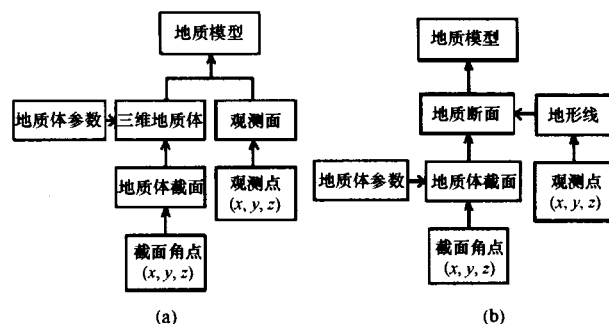 地质模型
地质体参数
三维地质体
观测面
地质体截面
观测点
(x, y, z)
截面角点
(x, y, z)
(a)
地质模型
地质断面
地形线
地质体参数
地质体截面
观测点
(x, y, z)
截面角点
(x, y, z)
(b)